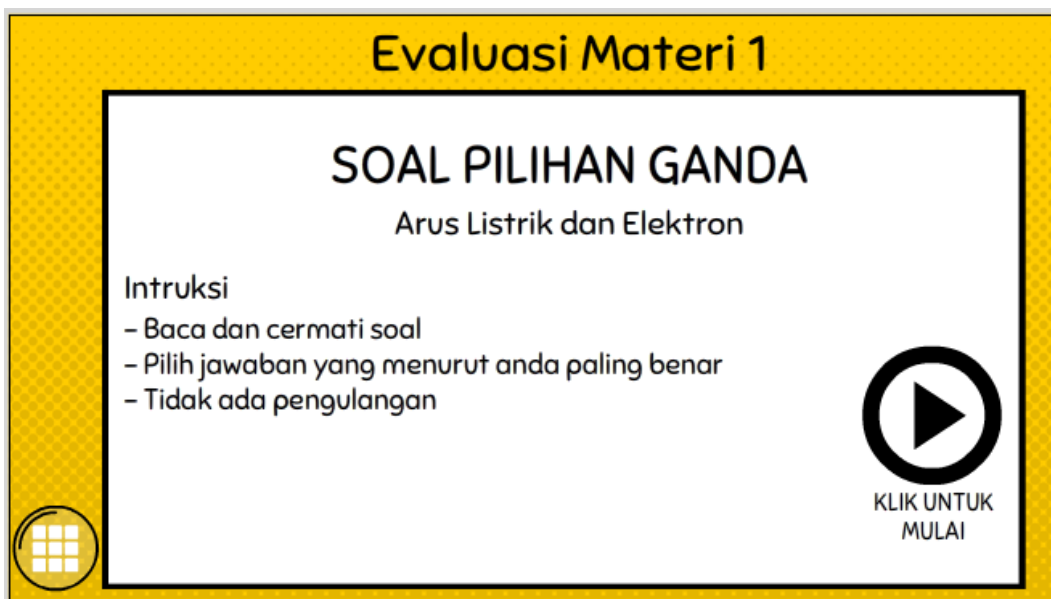 Evaluasi Materi 1
SOAL PILIHAN GANDA
Arus Listrik dan Elektron
Intruksi
- Baca dan cermati soal
- Pilih jawaban yang menurut anda paling benar
- Tidak ada pengulangan
KLIK UNTUK
MULAI